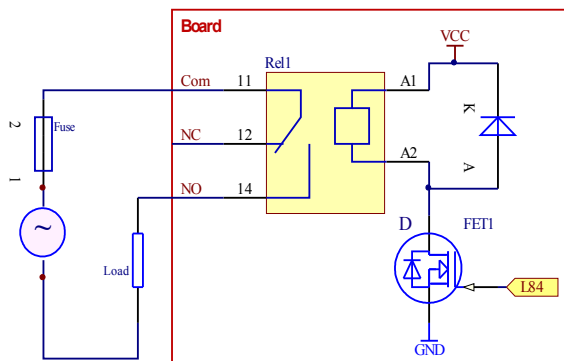 Board
VCC
Rel1
Com 11
A1
K
2
Fuse
NC 12
A2
A
1
NO 14
D
FET1
~
Load
L84
GND